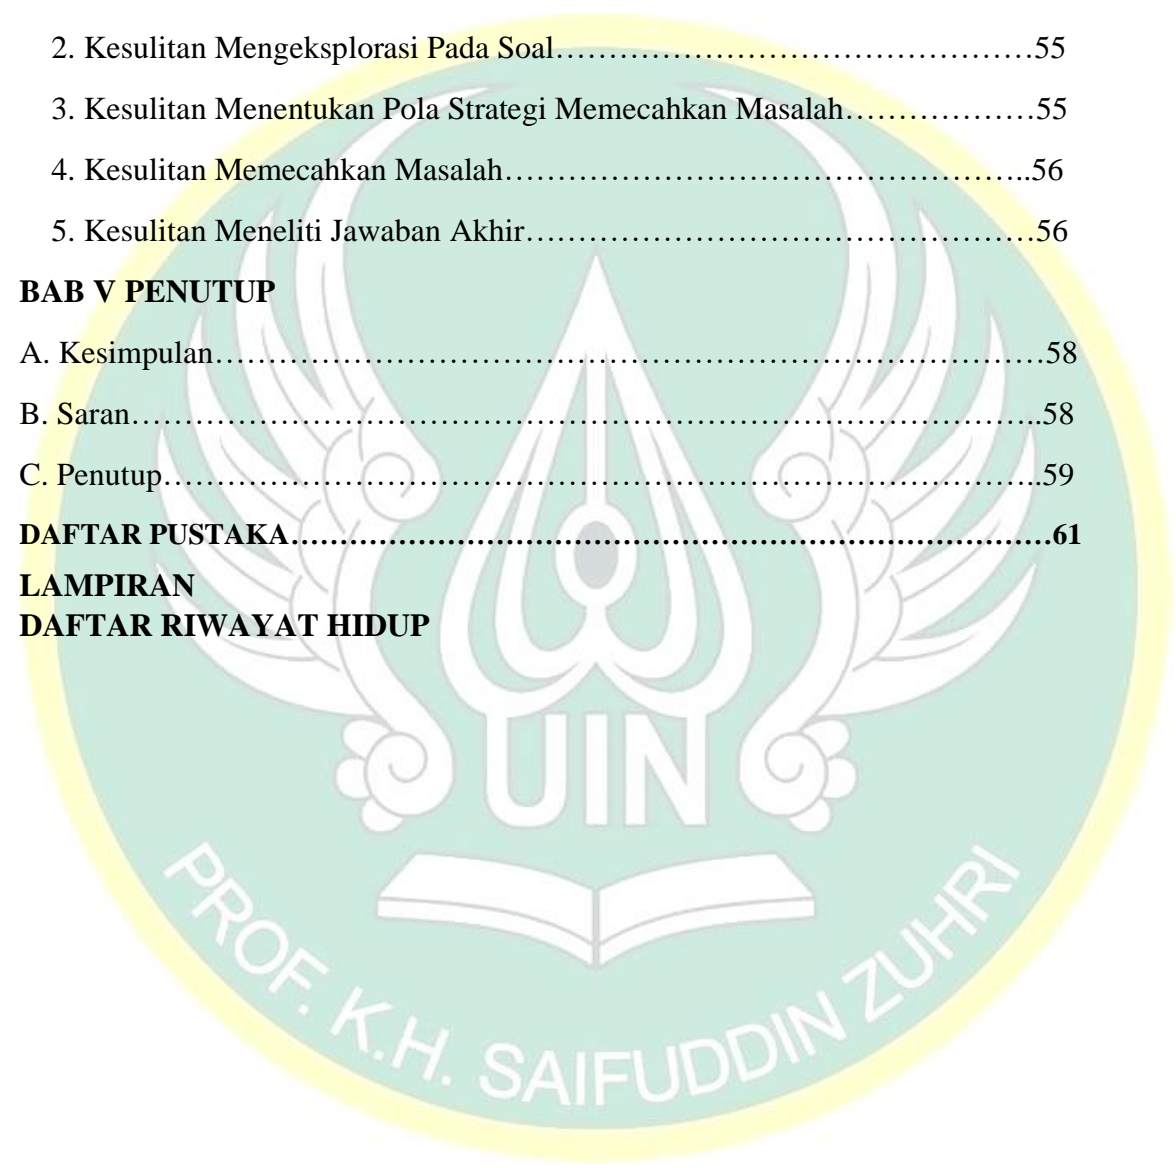 2. Kesulitan Mengeksplorasi Pada Soal………………………………………55
3. Kesulitan Menentukan Pola Strategi Memecahkan Masalah………………55
4. Kesulitan Memecahkan Masalah…………………………………………..56
5. Kesulitan Meneliti Jawaban Akhir…………………………………………56
BAB V PENUTUP
A. Kesimpulan……………………………………………………………………58
B. Saran…………………………………………………………………………..58
C. Penutup………………………………………………………………………..59
DAFTAR PUSTAKA…………………………………………………………………61
LAMPIRAN
DAFTAR RIWAYAT HIDUP
UIN
PROF. K.H. SAIFUDDIN ZUHRI